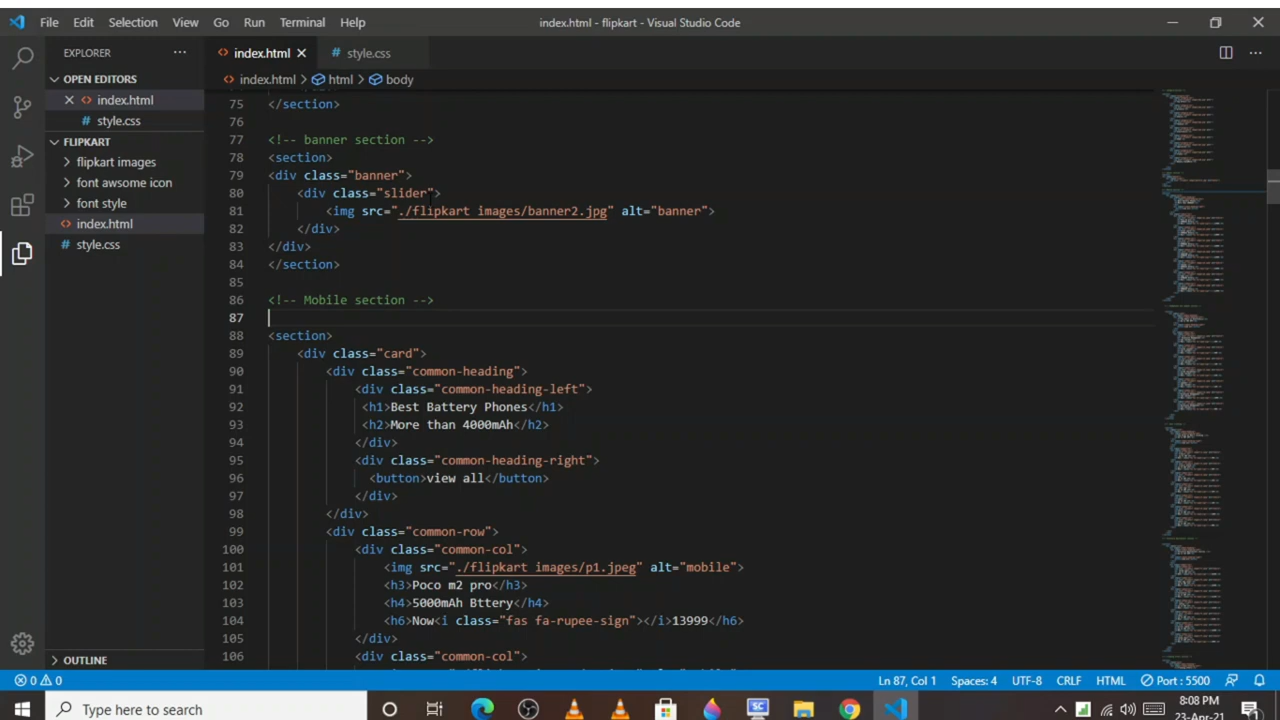 File Edit Selection View Go Run Terminal Help index.html - flipkart - Visual Studio Code
EXPLORER ... index.html style.css ...
OPEN EDITORS index.html > html > body
index.html
style.css
FLIPKART
flipkart images
font awsome icon
font style
index.html
style.css
OUTLINE
75 </section>
76
77 <!-- banner section -->
78 <section>
79 <div class="banner">
80 <div class="slider">
81 <img src="./flipkart images/banner2.jpg" alt="banner">
82 </div>
83 </div>
84 </section>
85
86 <!-- Mobile section -->
87
88 <section>
89 <div class="card">
90 <div class="common-heading">
91 <div class="common-heading-left">
92 <h1>Best Battery Phones</h1>
93 <h2>More than 4000mAh</h2>
94 </div>
95 <div class="common-heading-right">
96 <button>view all</button>
97 </div>
98 </div>
99 <div class="common-row">
100 <div class="common-col">
101 <img src="./flipkart images/p1.jpeg" alt="mobile">
102 <h3>Poco m2 pro</h3>
103 <h4>5000mAh Bttery</h4>
104 <h6>Now<i class="fas fa-rupee-sign"></i>13999</h6>
105 </div>
106 <div class="common-col">
0 0 Ln 87, Col 1 Spaces: 4 UTF-8 CRLF HTML Port : 5500
Type here to search 8:08 PM
23-Apr-21